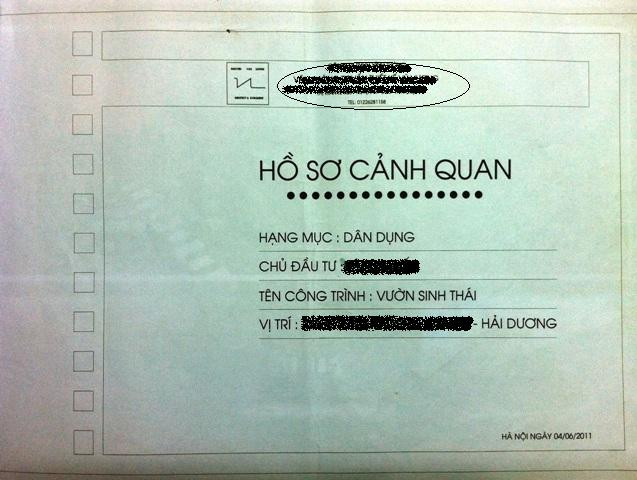 TEL: 01226281158
HỒ SƠ CẢNH QUAN
HẠNG MỤC : DÂN DỤNG
CHỦ ĐẦU TƯ
TÊN CÔNG TRÌNH : VƯỜN SINH THÁI
VỊ TRÍ : - HẢI DƯƠNG
HÀ NỘI NGÀY 04/06/2011